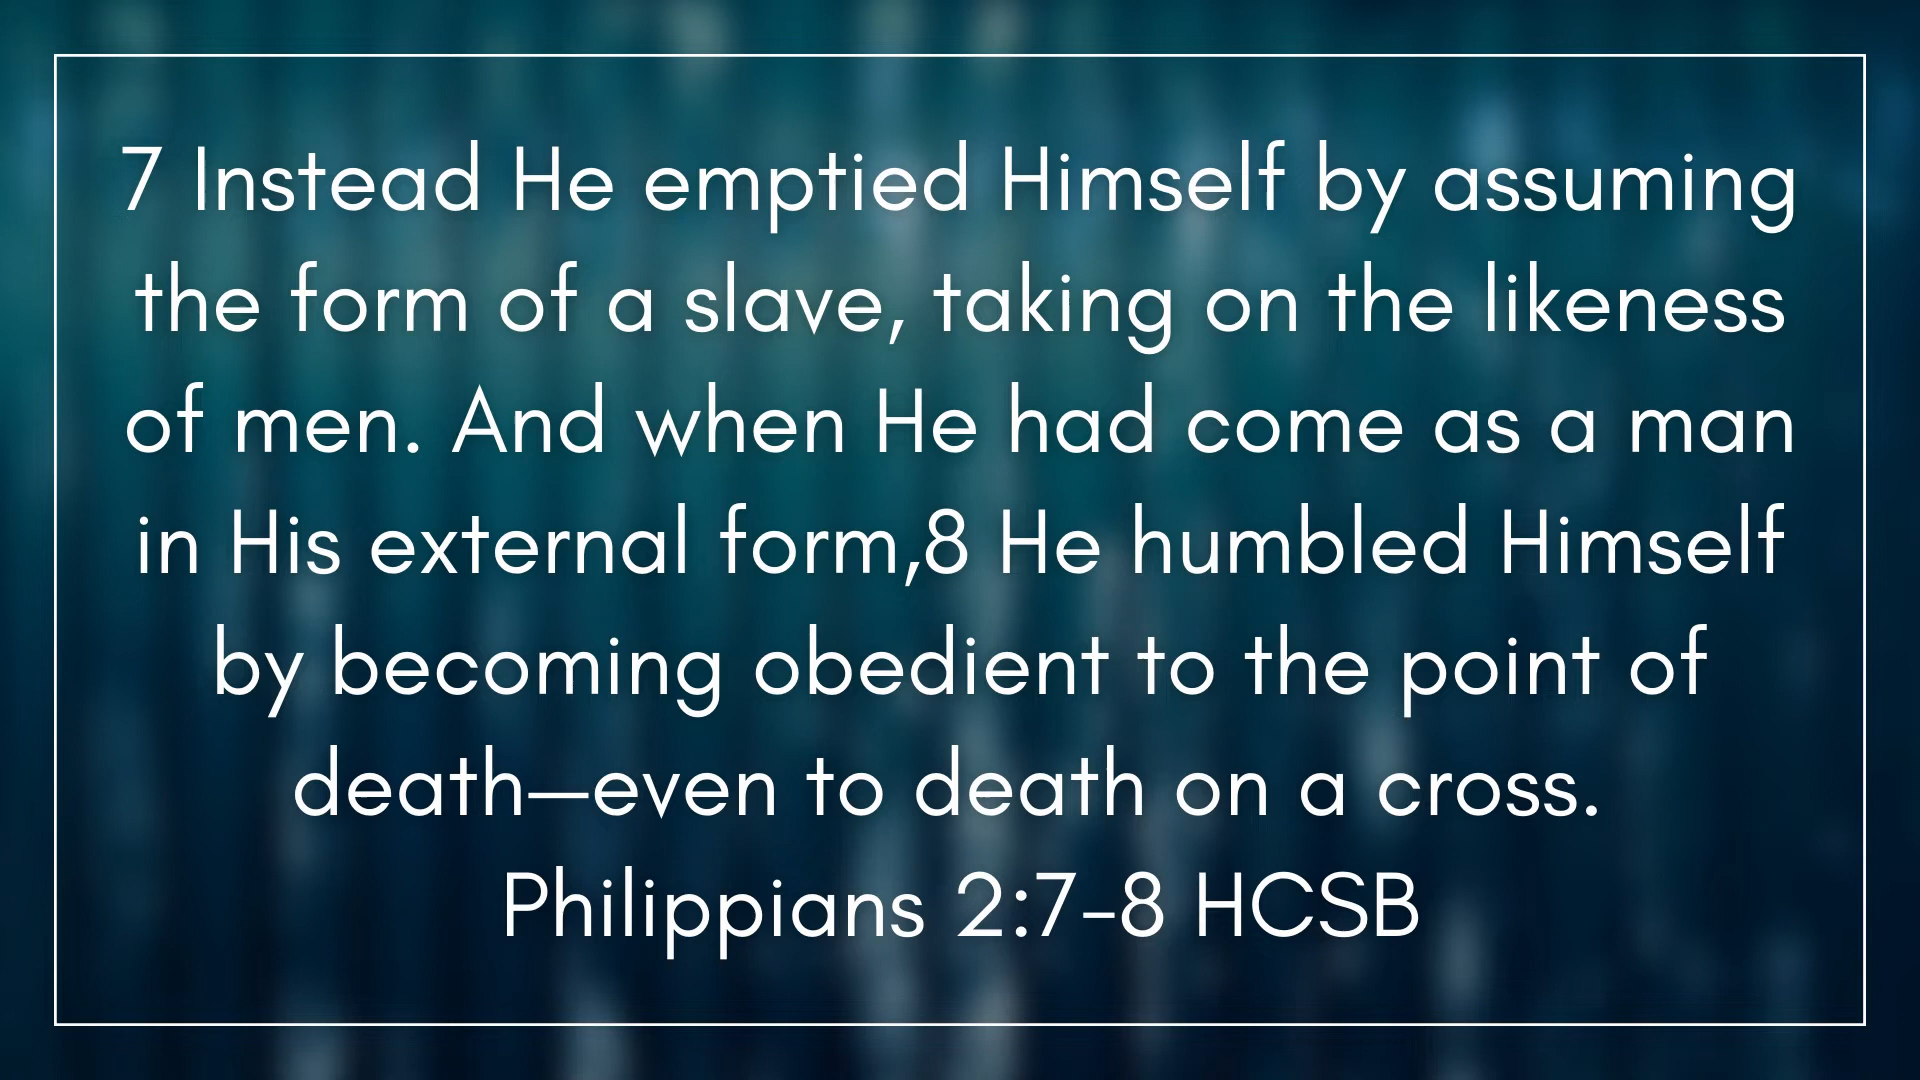 7 Instead He emptied Himself by assuming
the form of a slave, taking on the likeness
of men. And when He had come as a man
in His external form,8 He humbled Himself
by becoming obedient to the point of
death—even to death on a cross.
Philippians 2:7–8 HCSB